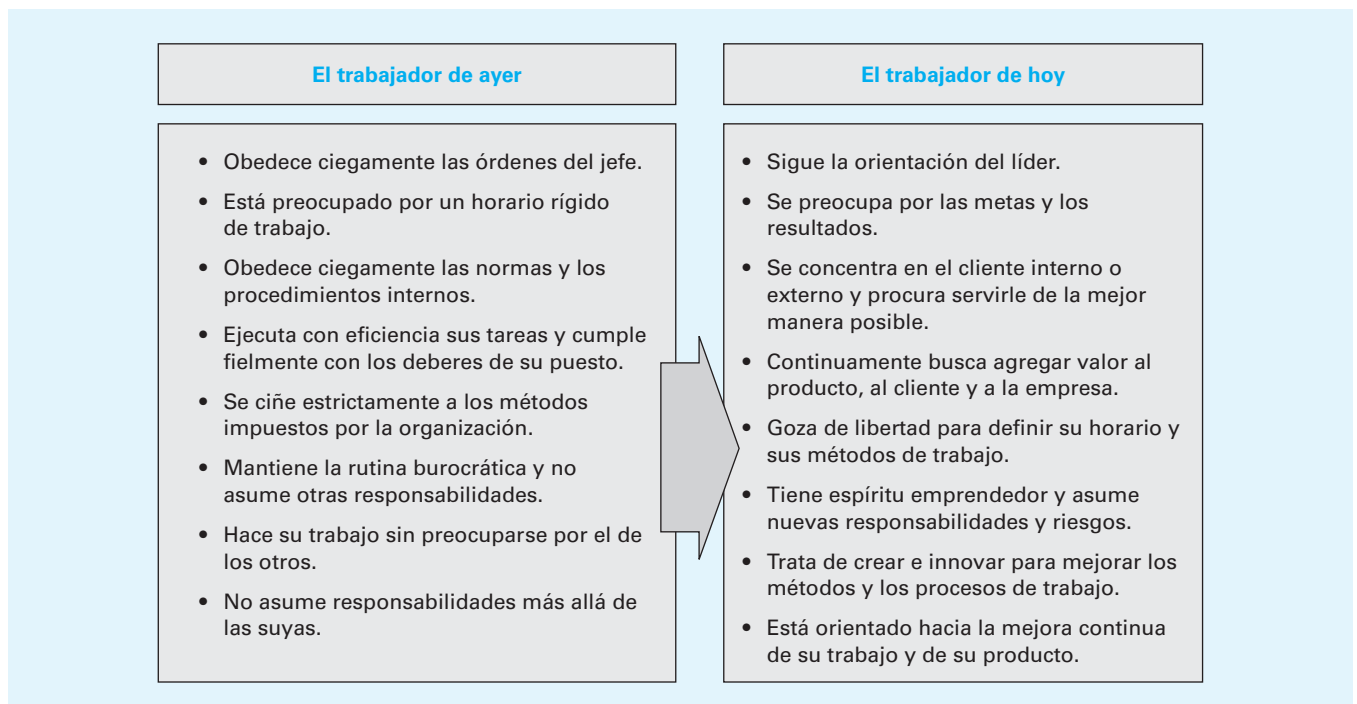 El trabajador de ayer
• Obedece ciegamente las órdenes del jefe.
• Está preocupado por un horario rígido
de trabajo.
• Obedece ciegamente las normas y los
procedimientos internos.
• Ejecuta con eficiencia sus tareas y cumple
fielmente con los deberes de su puesto.
• Se ciñe estrictamente a los métodos
impuestos por la organización.
• Mantiene la rutina burocrática y no
asume otras responsabilidades.
• Hace su trabajo sin preocuparse por el de
los otros.
• No asume responsabilidades más allá de
las suyas.
El trabajador de hoy
• Sigue la orientación del líder.
• Se preocupa por las metas y los
resultados.
• Se concentra en el cliente interno o
externo y procura servirle de la mejor
manera posible.
• Continuamente busca agregar valor al
producto, al cliente y a la empresa.
• Goza de libertad para definir su horario y
sus métodos de trabajo.
• Tiene espíritu emprendedor y asume
nuevas responsabilidades y riesgos.
• Trata de crear e innovar para mejorar los
métodos y los procesos de trabajo.
• Está orientado hacia la mejora continua
de su trabajo y de su producto.